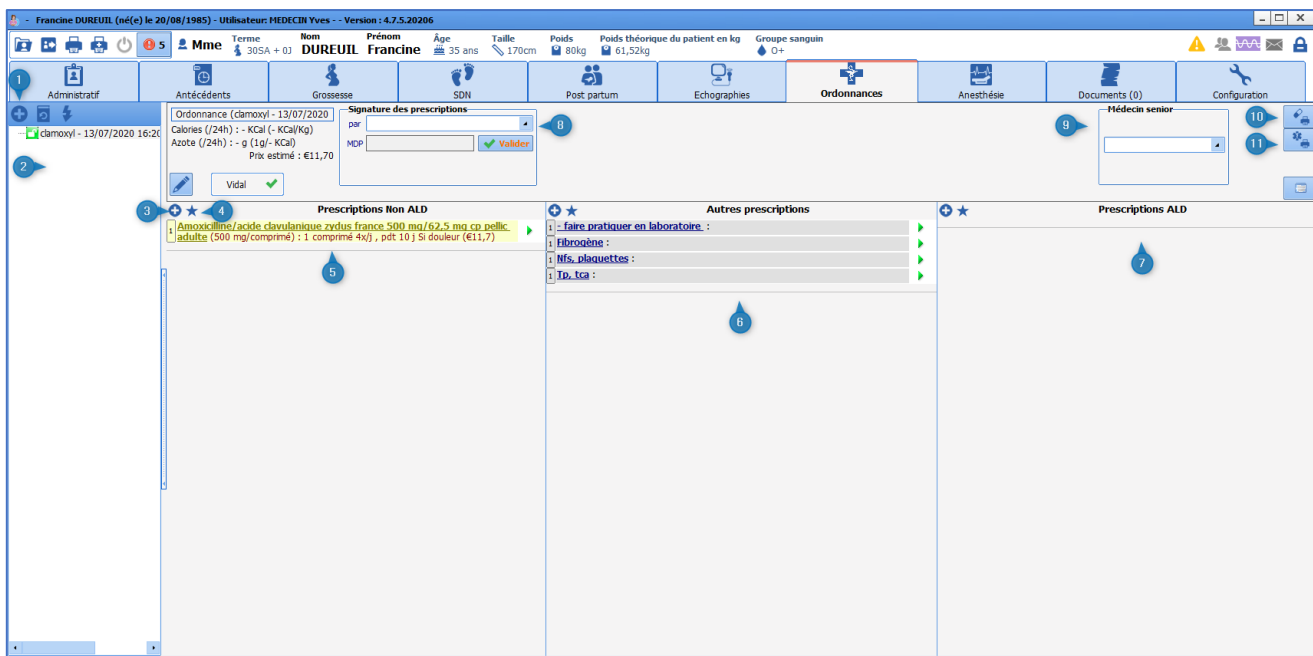 - Francine DUREUIL (né(e) le 20/08/1985) - Utilisateur: MEDECIN Yves - - Version : 4.7.5.20206
5
Mme
Terme
30SA + 0J
Nom
DUREUIL
Prénom
Francine
Âge
35 ans
Taille
170cm
Poids
80kg
Poids théorique du patient en kg
61,52kg
Groupe sanguin
O+
Administratif
Antécédents
Grossesse
SDN
Post partum
Echographies
Ordonnances
Anesthésie
Documents (0)
Configuration
1
clamoxyl - 13/07/2020 16:20
2
Ordonnance (clamoxyl - 13/07/2020
Calories (/24h) : - KCal (- KCal/Kg)
Azote (/24h) : - g (1g/- KCal)
Prix estimé : €11,70
Vidal
Signature des prescriptions
par
MDP
Valider
8
9
Médecin senior
10
11
3
4
Prescriptions Non ALD
1 Amoxicilline/acide clavulanique zydus france 500 mg/62,5 mg cp pellic
adulte (500 mg/comprimé) : 1 comprimé 4x/j , pdt 10 j Si douleur (€11,7)
5
Autres prescriptions
1 - faire pratiquer en laboratoire :
1 Fibrogène :
1 Nfs, plaquettes :
1 Tp, tca :
6
Prescriptions ALD
7